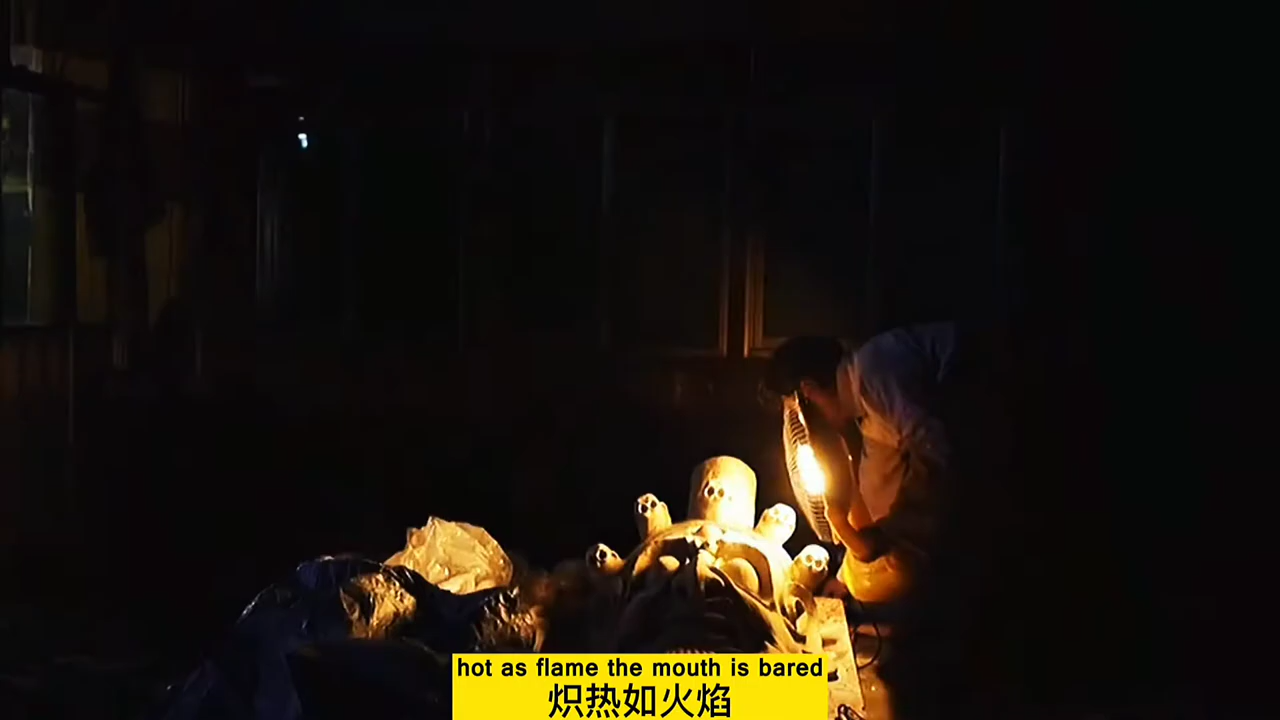 hot as flame the mouth is bared
炽热如火焰